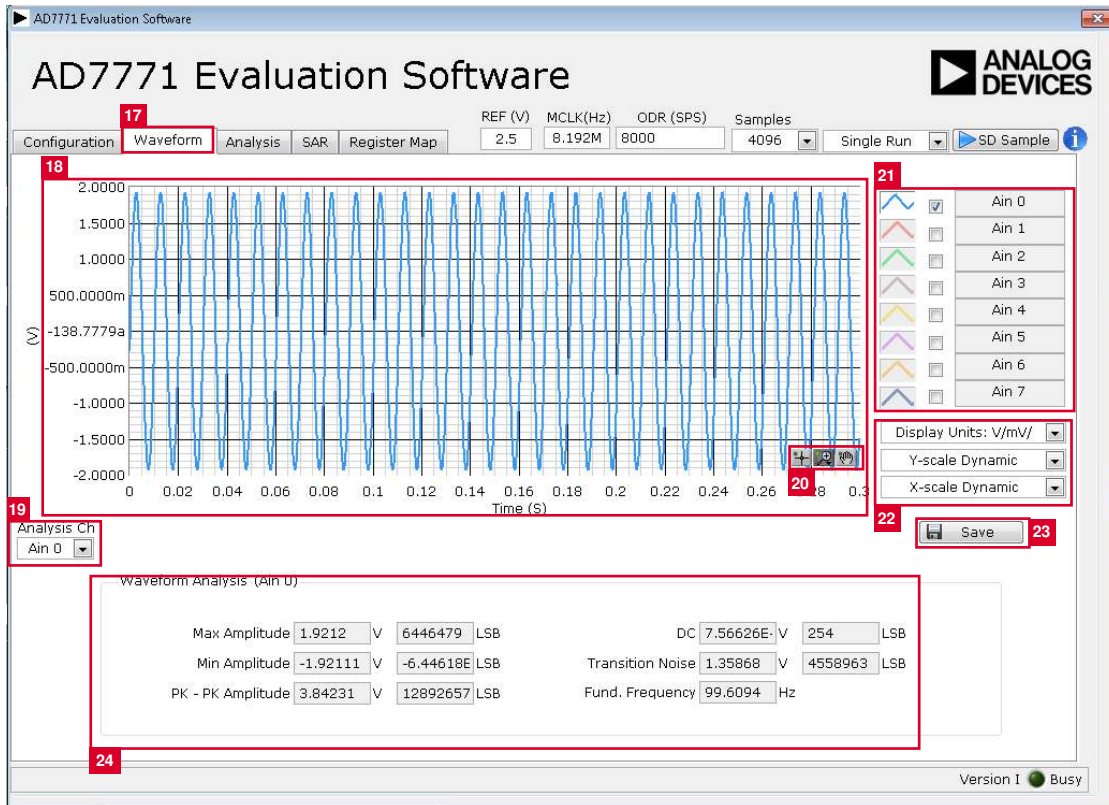 AD7771 Evaluation Software
AD7771 Evaluation Software
ANALOG
DEVICES
17
REF (V) MCLK(Hz) ODR (SPS) Samples
Configuration Waveform Analysis SAR Register Map 2.5 8.192M 8000 4096 Single Run SD Sample i
18
21
2.0000
1.5000
1.0000
500.0000m
-138.7779a
-500.0000m
-1.0000
-1.5000
-2.0000
(V)
0 0.02 0.04 0.06 0.08 0.1 0.12 0.14 0.16 0.18 0.2 0.22 0.24 0.26 0.28 0.3
Time (S)
20
Ain 0
Ain 1
Ain 2
Ain 3
Ain 4
Ain 5
Ain 6
Ain 7
Display Units: V/mV/
Y-scale Dynamic
X-scale Dynamic
22
19
Analysis Ch
Ain 0
Save
23
Waveform Analysis (Ain 0)
Max Amplitude 1.9212 V 6446479 LSB DC 7.56626E- V 254 LSB
Min Amplitude -1.92111 V -6.44618E LSB Transition Noise 1.35868 V 4558963 LSB
PK - PK Amplitude 3.84231 V 12892657 LSB Fund. Frequency 99.6094 Hz
24
Version I Busy